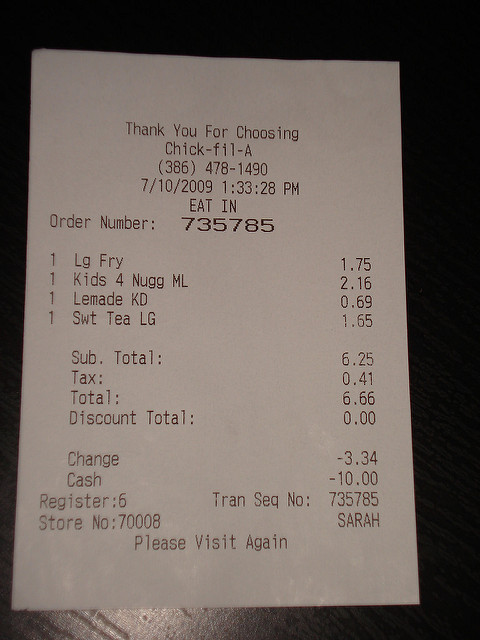 Thank You For Choosing
Chick-fil-A
(386) 478-1490
7/10/2009 1:33:28 PM
EAT IN
Order Number: 735785
1 Lg Fry 1.75
1 Kids 4 Nugg ML 2.16
1 Lemade KD 0.69
1 Swt Tea LG 1.65
Sub. Total: 6.25
Tax: 0.41
Total: 6.66
Discount Total: 0.00
Change -3.34
Cash -10.00
Register:6 Tran Seq No: 735785
Store No:70008 SARAH
Please Visit Again